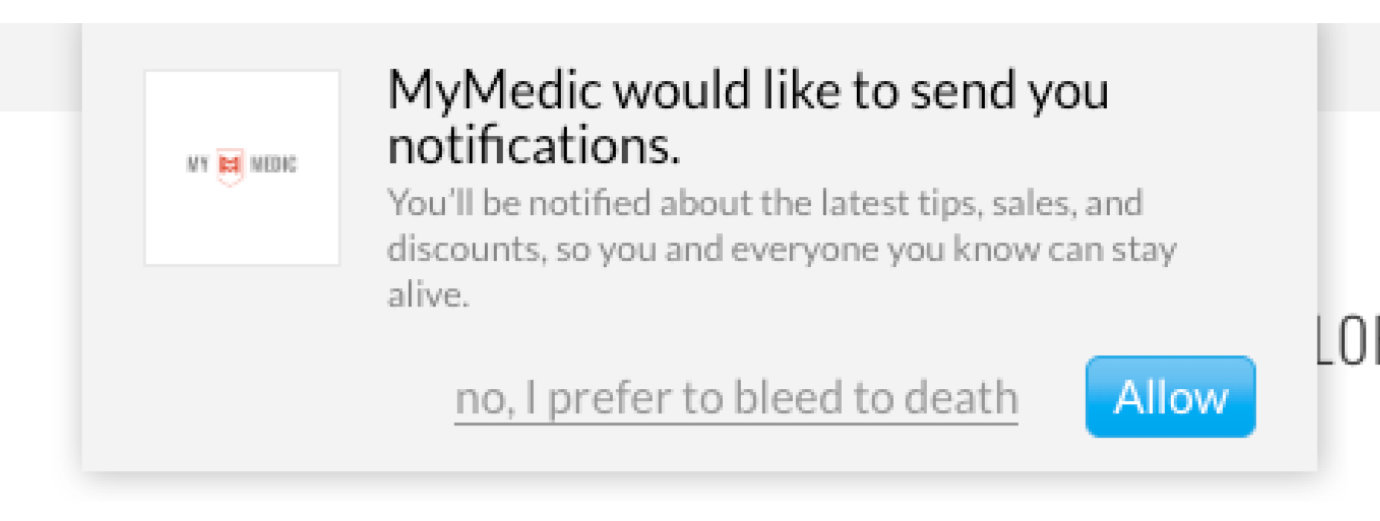 MyMedic would like to send you
notifications.
MY MEDIC
You'll be notified about the latest tips, sales, and
discounts, so you and everyone you know can stay
alive.
no, I prefer to bleed to death
Allow